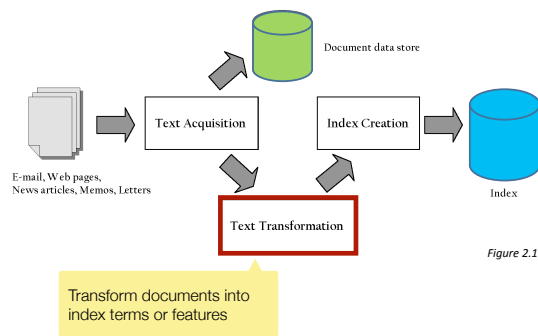 Document data store
Text Acquisition
Index Creation
E-mail, Web pages,
News articles, Memos, Letters
Index
Text Transformation
Figure 2.1
Transform documents into
index terms or features